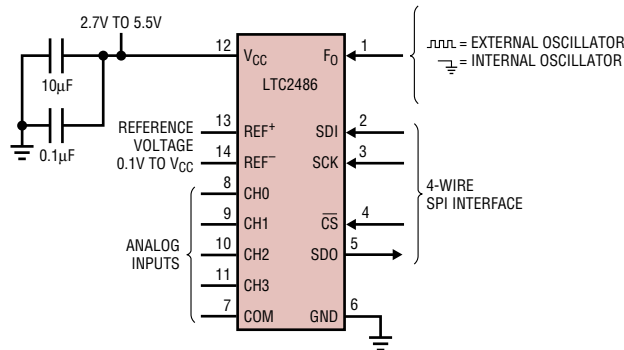 2.7V TO 5.5V
10µF
0.1µF
12
VCC
FO
1
= EXTERNAL OSCILLATOR
= INTERNAL OSCILLATOR
LTC2486
REFERENCE
VOLTAGE
0.1V TO VCC
13
REF+
14
REF–
SDI
2
SCK
3
CS
4
SDO
5
4-WIRE
SPI INTERFACE
ANALOG
INPUTS
8
CH0
9
CH1
10
CH2
11
CH3
7
COM
GND
6